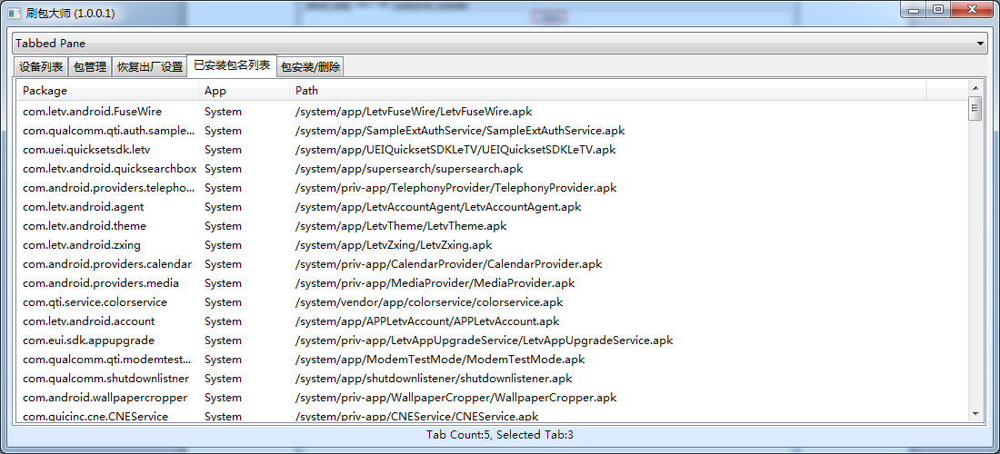 刷包大师 (1.0.0.1)
Tabbed Pane
设备列表 包管理 恢复出厂设置 已安装包名列表 包安装/删除
Package App Path
com.letv.android.FuseWire System /system/app/LetvFuseWire/LetvFuseWire.apk
com.qualcomm.qti.auth.sample... System /system/app/SampleExtAuthService/SampleExtAuthService.apk
com.uei.quicksetsdk.letv System /system/app/UEIQuicksetSDKLeTV/UEIQuicksetSDKLeTV.apk
com.letv.android.quicksearchbox System /system/app/supersearch/supersearch.apk
com.android.providers.telepho... System /system/priv-app/TelephonyProvider/TelephonyProvider.apk
com.letv.android.agent System /system/app/LetvAccountAgent/LetvAccountAgent.apk
com.letv.android.theme System /system/app/LetvTheme/LetvTheme.apk
com.letv.android.zxing System /system/app/LetvZxing/LetvZxing.apk
com.android.providers.calendar System /system/priv-app/CalendarProvider/CalendarProvider.apk
com.android.providers.media System /system/priv-app/MediaProvider/MediaProvider.apk
com.qti.service.colorservice System /system/vendor/app/colorservice/colorservice.apk
com.letv.android.account System /system/app/APPLetvAccount/APPLetvAccount.apk
com.eui.sdk.appupgrade System /system/priv-app/LetvAppUpgradeService/LetvAppUpgradeService.apk
com.qualcomm.qti.modemtest... System /system/app/ModemTestMode/ModemTestMode.apk
com.qualcomm.shutdownlistner System /system/app/shutdownlistener/shutdownlistener.apk
com.android.wallpapercropper System /system/priv-app/WallpaperCropper/WallpaperCropper.apk
com.quicinc.cne.CNEService System /system/priv-app/CNEService/CNEService.apk
Tab Count:5, Selected Tab:3